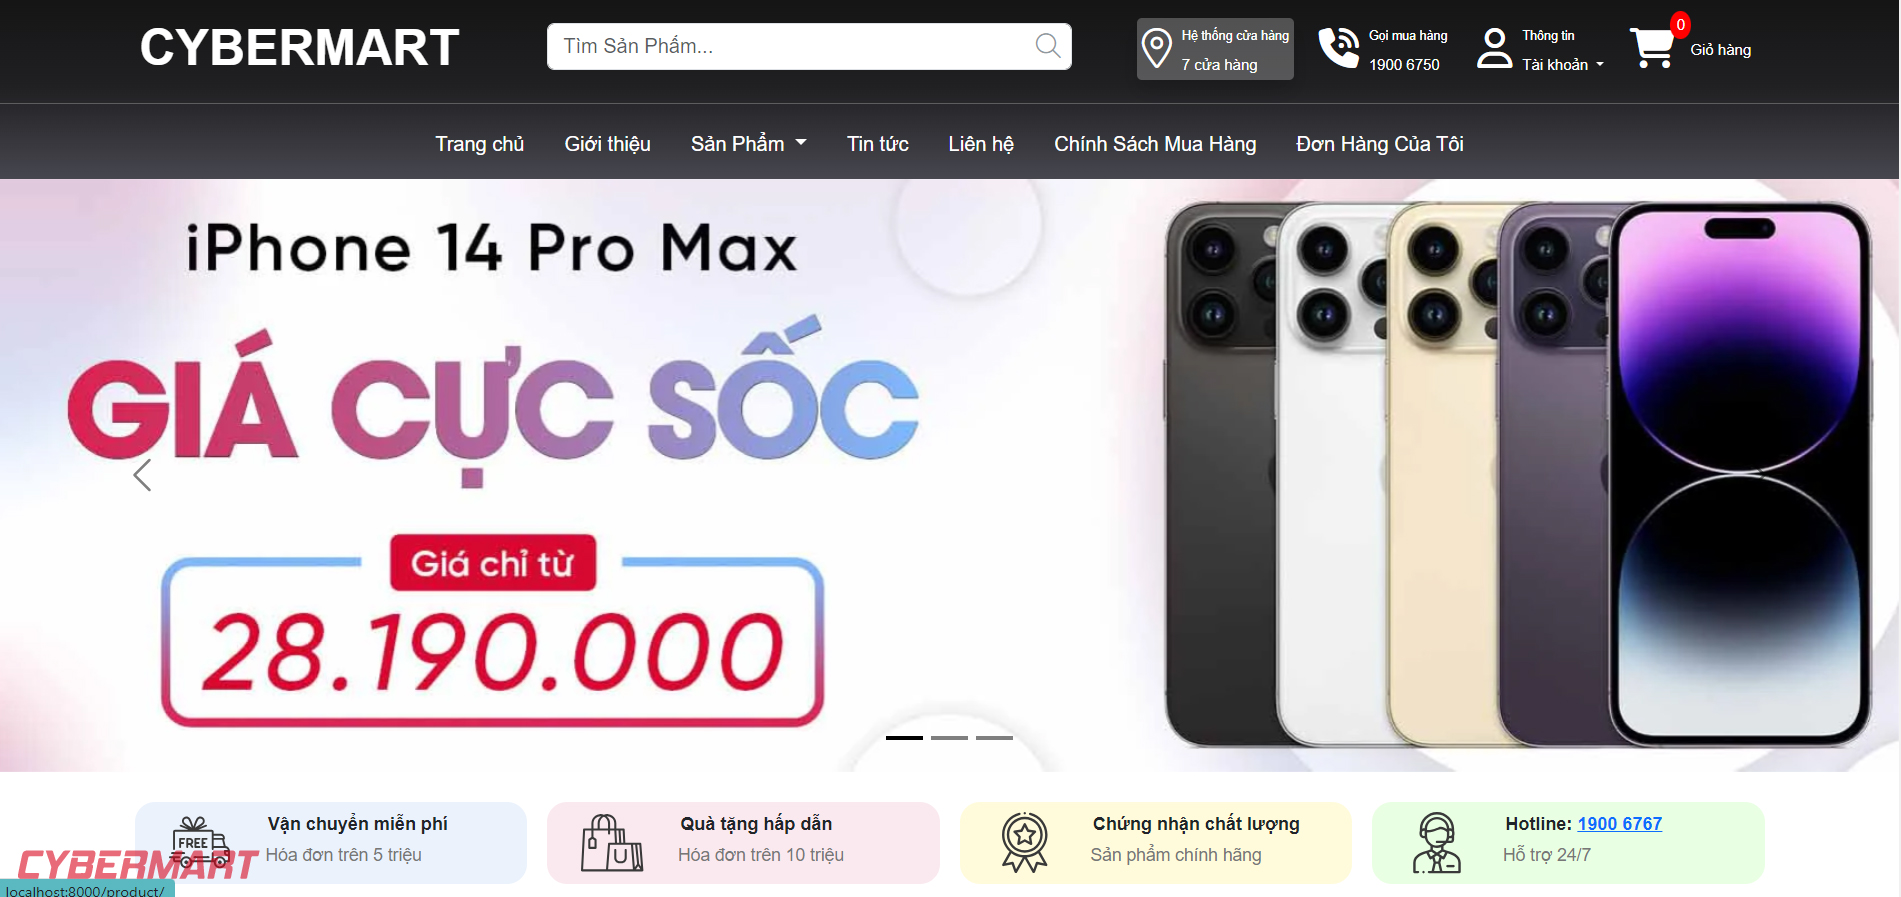 CYBERMART
Tìm Sản Phẩm...
Hệ thống cửa hàng
7 cửa hàng
Gọi mua hàng
1900 6750
Thông tin
Tài khoản
0
Giỏ hàng
Trang chủ
Giới thiệu
Sản Phẩm
Tin tức
Liên hệ
Chính Sách Mua Hàng
Đơn Hàng Của Tôi
iPhone 14 Pro Max
GIÁ CỰC SỐC
Giá chỉ từ
28.190.000
FREE
Vận chuyển miễn phí
Hóa đơn trên 5 triệu
Quà tặng hấp dẫn
Hóa đơn trên 10 triệu
Chứng nhận chất lượng
Sản phẩm chính hãng
Hotline: 1900 6767
Hỗ trợ 24/7
CYBERMART
localhost:8000/product/